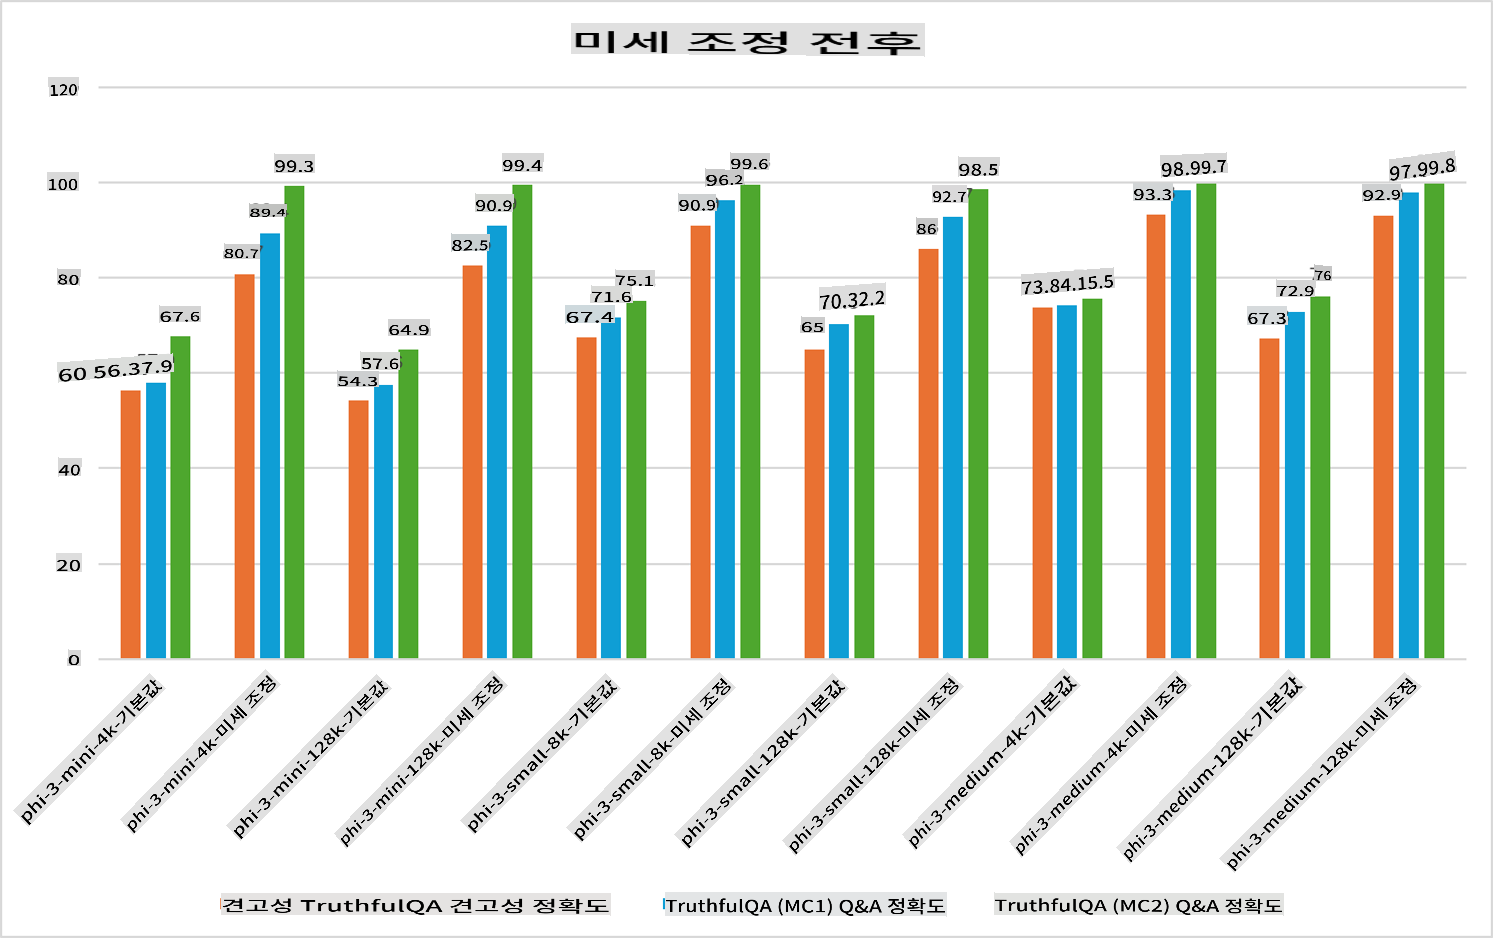 미세 조정 전후
120
100
80
60
40
20
0
56.37.9
67.6
80.7
89.4
99.3
54.3
57.6
64.9
82.5
90.9
99.4
67.4
71.6
75.1
90.9
96.2
99.6
65
70.32.2
86
92.7
98.5
73.84.15.5
93.3
98.99.7
67.3
72.9
76
92.9
97.99.8
phi-3-mini-4k-기본값
phi-3-mini-4k-미세 조정
phi-3-mini-128k-기본값
phi-3-mini-128k-미세 조정
phi-3-small-8k-기본값
phi-3-small-8k-미세 조정
phi-3-small-128k-기본값
phi-3-small-128k-미세 조정
phi-3-medium-4k-기본값
phi-3-medium-4k-미세 조정
phi-3-medium-128k-기본값
phi-3-medium-128k-미세 조정
견고성 TruthfulQA 견고성 정확도
TruthfulQA (MC1) Q&A 정확도
TruthfulQA (MC2) Q&A 정확도